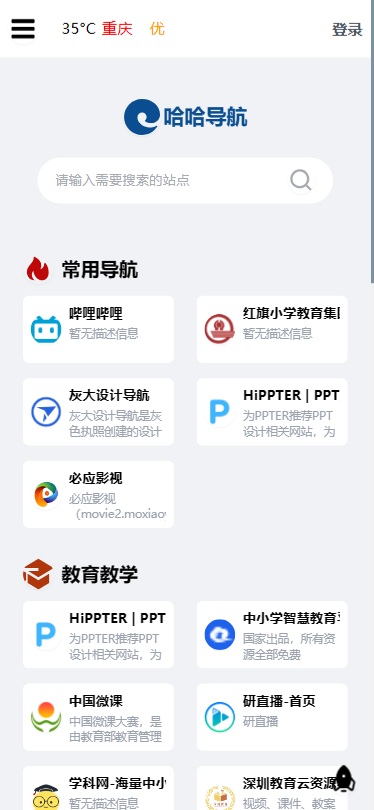 35°C 重庆 优
登录
哈哈导航
请输入需要搜索的站点
常用导航
哔哩哔哩
暂无描述信息
红旗小学教育集团
暂无描述信息
灰大设计导航
灰大设计导航是灰
色执照创建的设计
HiPPTER | PPT
为PPTER推荐PPT
设计相关网站，为
必应影视
必应影视
（movie2.moxiao
教育教学
HiPPTER | PPT
为PPTER推荐PPT
设计相关网站，为
中小学智慧教育平
国家出品，所有资
源全部免费
中国微课
中国微课大赛，是
由教育部教育管理
研直播-首页
研直播
学科网-海量中小
暂无描述信息
深圳教育云资源
视频、课件、教案